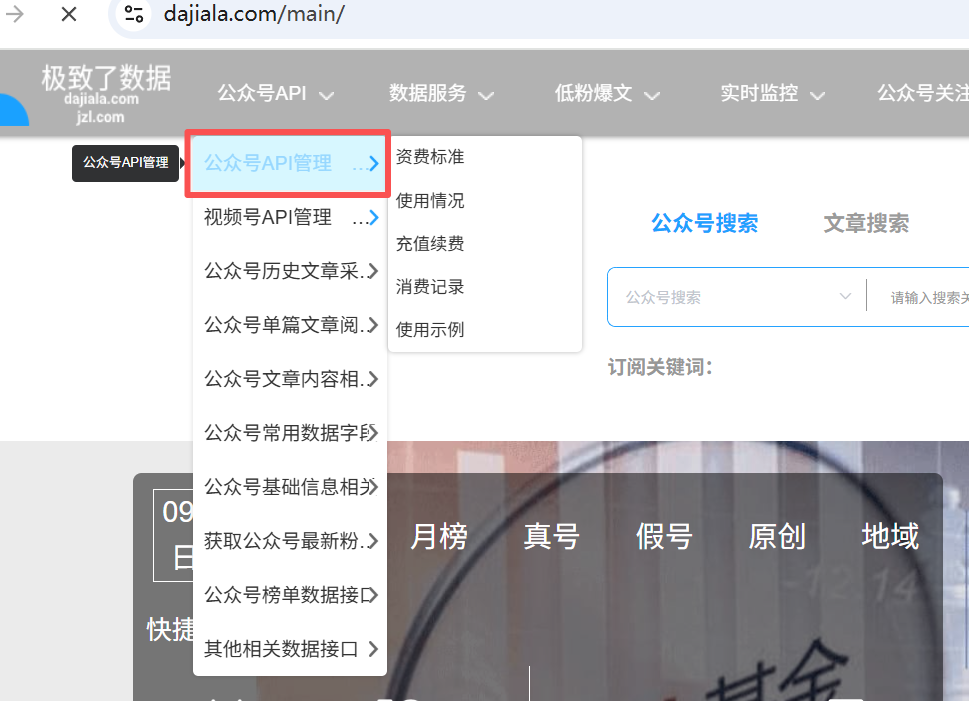 dajiala.com/main/
极致了数据
dajiala.com
jzl.com
公众号API
数据服务
低粉爆文
实时监控
公众号关注
公众号API管理
公众号API管理 ...
视频号API管理 ...
公众号历史文章采...
公众号单篇文章阅...
公众号文章内容相...
公众号常用数据字段
公众号基础信息相关
获取公众号最新粉...
公众号榜单数据接口
其他相关数据接口
资费标准
使用情况
充值续费
消费记录
使用示例
公众号搜索
文章搜索
公众号搜索
请输入搜索关
订阅关键词：
09
日
月榜
真号
假号
原创
地域
快捷
-12.14
基金